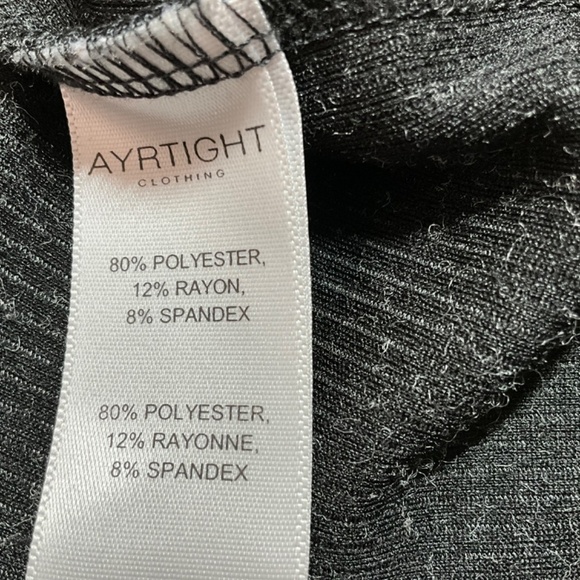 AYRTIGHT
CLOTHING
80% POLYESTER,
12% RAYON,
8% SPANDEX
80% POLYESTER,
12% RAYONNE,
8% SPANDEX